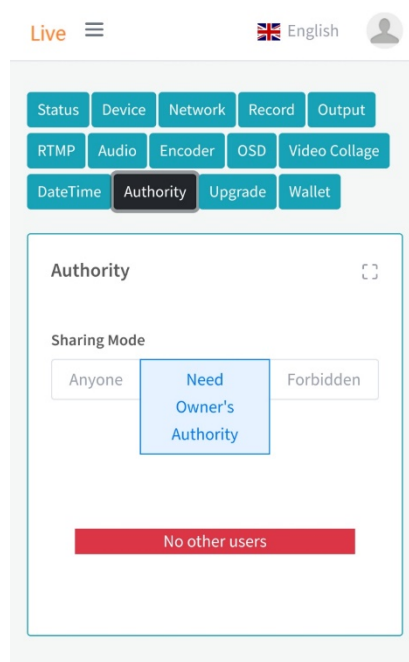 Live English
Status Device Network Record Output
RTMP Audio Encoder OSD Video Collage
DateTime Authority Upgrade Wallet
Authority
Sharing Mode
Anyone Need Forbidden
Owner's
Authority
No other users